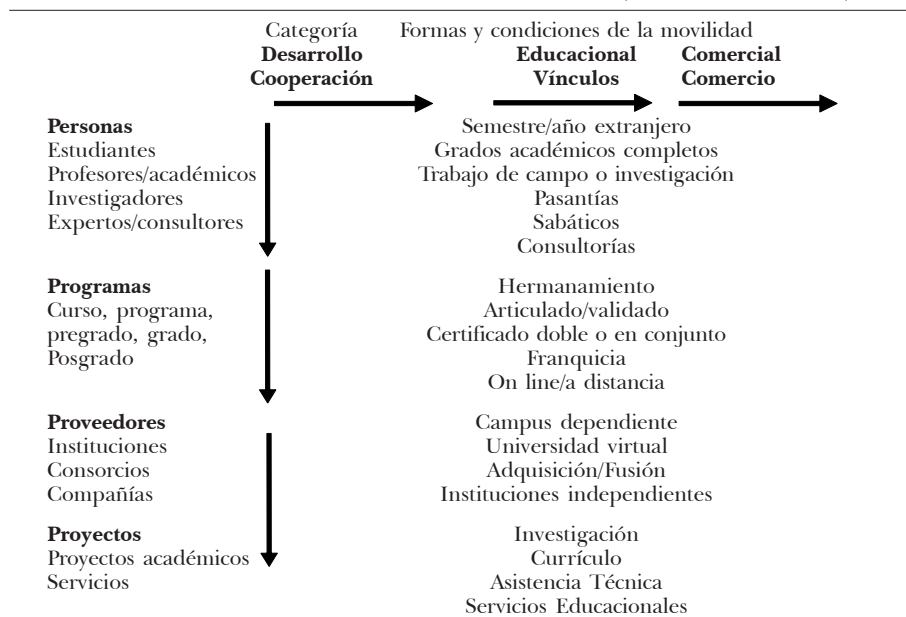 Categoría Formas y condiciones de la movilidad
Desarrollo Educacional Comercial
Cooperación Vínculos Comercio
Personas Semestre/año extranjero
Estudiantes Grados académicos completos
Profesores/académicos Trabajo de campo o investigación
Investigadores Pasantías
Expertos/consultores Sabáticos
Consultorías
Programas Hermanamiento
Curso, programa, Articulado/validado
pregrado, grado, Certificado doble o en conjunto
Posgrado Franquicia
On line/a distancia
Proveedores Campus dependiente
Instituciones Universidad virtual
Consorcios Adquisición/Fusión
Compañías Instituciones independientes
Proyectos Investigación
Proyectos académicos Currículo
Servicios Asistencia Técnica
Servicios Educacionales